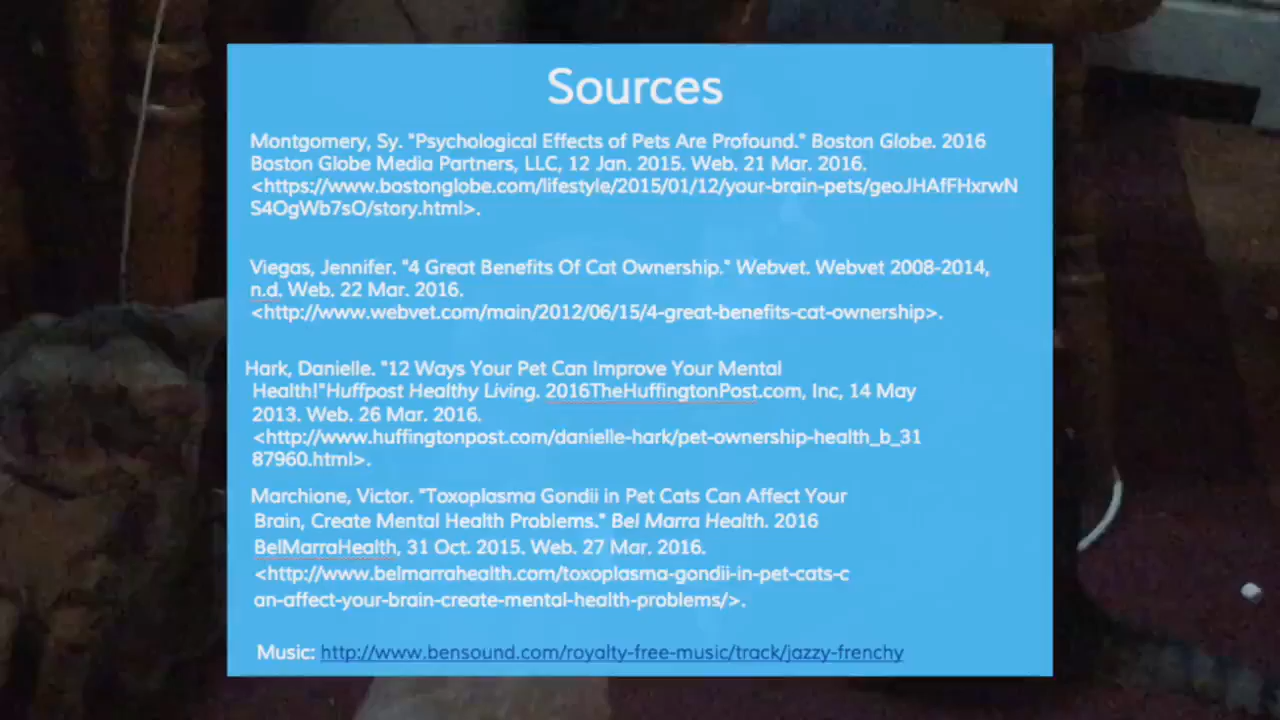 Sources
Montgomery, Sy. "Psychological Effects of Pets Are Profound." Boston Globe. 2016
Boston Globe Media Partners, LLC, 12 Jan. 2015. Web. 21 Mar. 2016.
<https://www.bostonglobe.com/lifestyle/2015/01/12/your-brain-pets/geoJHAfFHxrwN
S4OgWb7sO/story.html>.
Viegas, Jennifer. "4 Great Benefits Of Cat Ownership." Webvet. Webvet 2008-2014,
n.d. Web. 22 Mar. 2016.
<http://www.webvet.com/main/2012/06/15/4-great-benefits-cat-ownership>.
Hark, Danielle. "12 Ways Your Pet Can Improve Your Mental
Health!"Huffpost Healthy Living. 2016TheHuffingtonPost.com, Inc, 14 May
2013. Web. 26 Mar. 2016.
<http://www.huffingtonpost.com/danielle-hark/pet-ownership-health_b_31
87960.html>.
Marchione, Victor. "Toxoplasma Gondii in Pet Cats Can Affect Your
Brain, Create Mental Health Problems." Bel Marra Health. 2016
BelMarraHealth, 31 Oct. 2015. Web. 27 Mar. 2016.
<http://www.belmarrahealth.com/toxoplasma-gondii-in-pet-cats-c
an-affect-your-brain-create-mental-health-problems/>.
Music: http://www.bensound.com/royalty-free-music/track/jazzy-frenchy